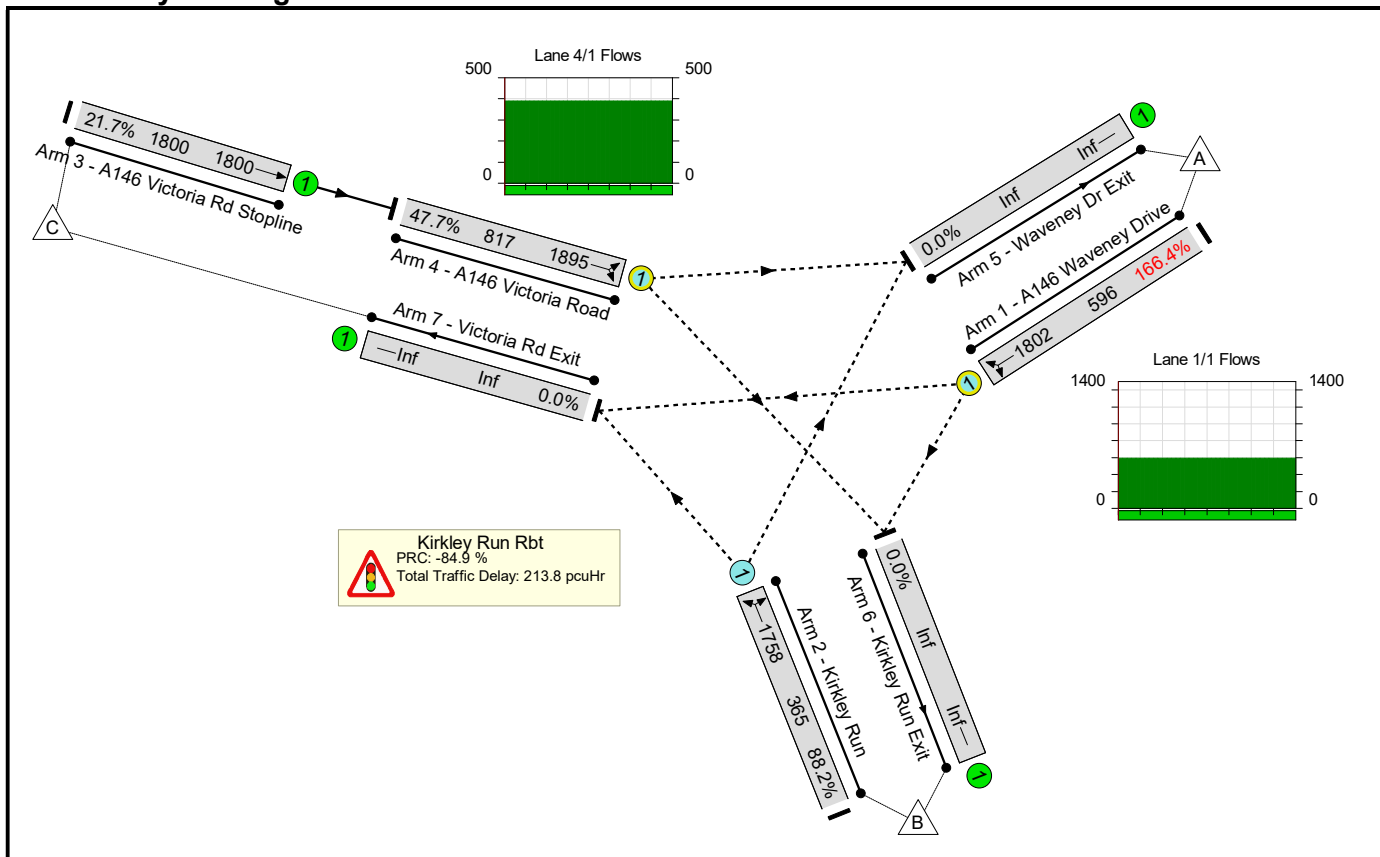 Lane 4/1 Flows
500
500
0
0
21.7% 1800 1800
Arm 3 - A146 Victoria Rd Stopline
1
C
47.7% 817 1895
Arm 4 - A146 Victoria Road
1
Arm 7 - Victoria Rd Exit
1
Inf Inf 0.0%
1
A
0.0% Inf Inf
Arm 5 - Waveney Dr Exit
Arm 1 - A146 Waveney Drive
1802 596 166.4%
1
Lane 1/1 Flows
1400
1400
0
0
Kirkley Run Rbt
PRC: -84.9 %
Total Traffic Delay: 213.8 pcuHr
1
1758 365 88.2%
Arm 2 - Kirkley Run
Arm 6 - Kirkley Run Exit
0.0% Inf Inf
1
B